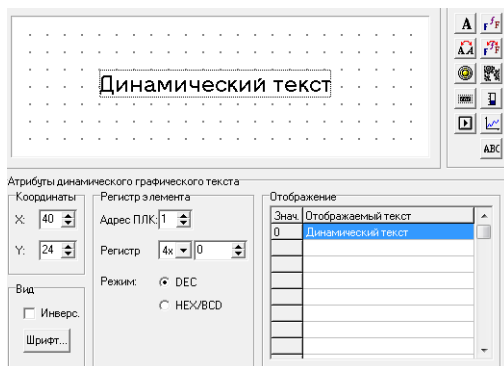 Динамический текст
A
F F F
A A
F F F
ABC
Атрибуты динамического графического текста
Координаты
X: 40
Y: 24
Вид
Инверс.
Шрифт...
Регистр элемента
Адрес ПЛК: 1
Регистр 4x 0
Режим: DEC
HEX/BCD
Отображение
Знач. Отображаемый текст
0 Динамический текст